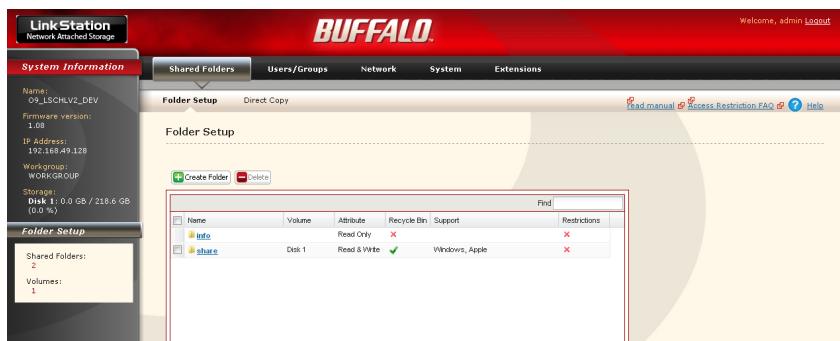 LinkStation
Network Attached Storage
BUFFALO
Welcome, admin Logout
System Information
Shared Folders Users/Groups Network System Extensions
Name:
O9_LSCHLV2_DEV
Firmware version:
1.08
IP Address:
192.168.49.128
Workgroup:
WORKGROUP
Storage:
Disk 1: 0.0 GB / 218.6 GB
(0.0 %)
Folder Setup Direct Copy
Read manual Access Restriction FAQ ? Help
Folder Setup
Create Folder Delete
Find
Name Volume Attribute Recycle Bin Support Restrictions
info Read Only
share Disk 1 Read & Write Windows, Apple
Folder Setup
Shared Folders:
2
Volumes:
1